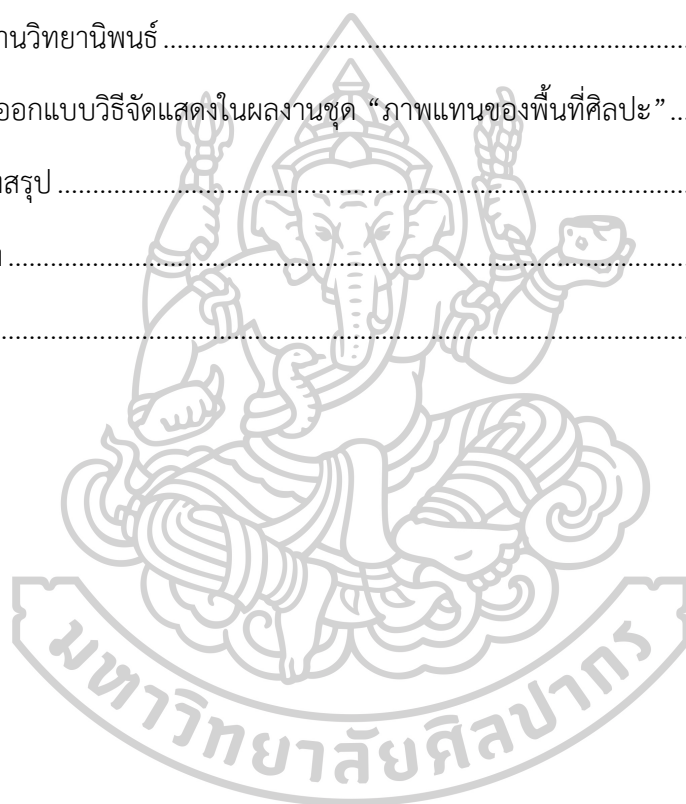 านวิทยานิพนธ์ ........................................................................................................
ออกแบบวิธีจัดแสดงในผลงานชุด “ภาพแทนของพื้นที่ศิลปะ” ...
สรุป ........................................................................................................................
........................................................................................................................
มหาวิทยาลัยศิลปากร